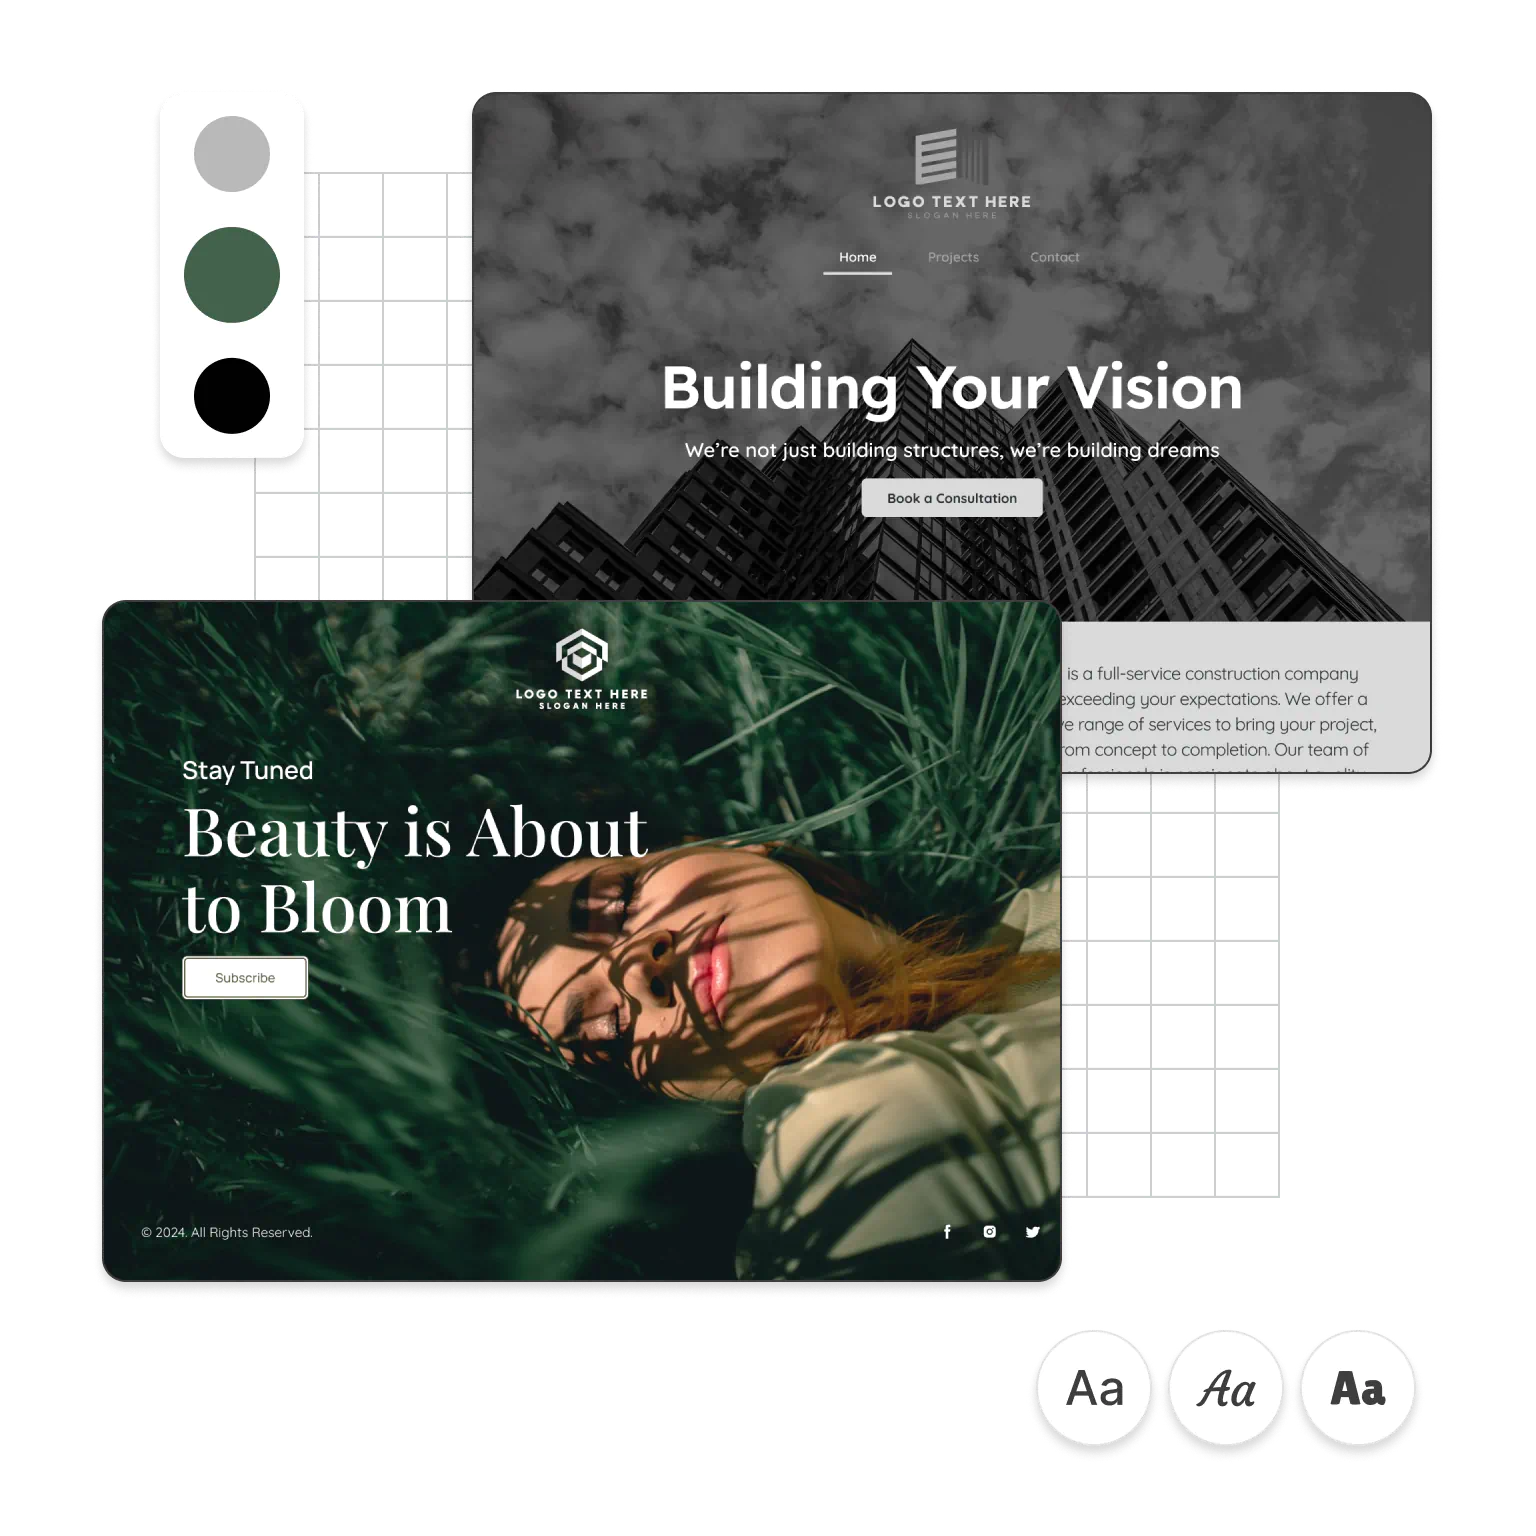 LOGO TEXT HERE
SLOGAN HERE
Home Projects Contact
Building Your Vision
We’re not just building structures, we’re building dreams
Book a Consultation
is a full-service construction company
exceeding your expectations. We offer a
range of services to bring your project,
from concept to completion. Our team of
LOGO TEXT HERE
SLOGAN HERE
Stay Tuned
Beauty is About
to Bloom
Subscribe
© 2024. All Rights Reserved.
Aa Aa Aa